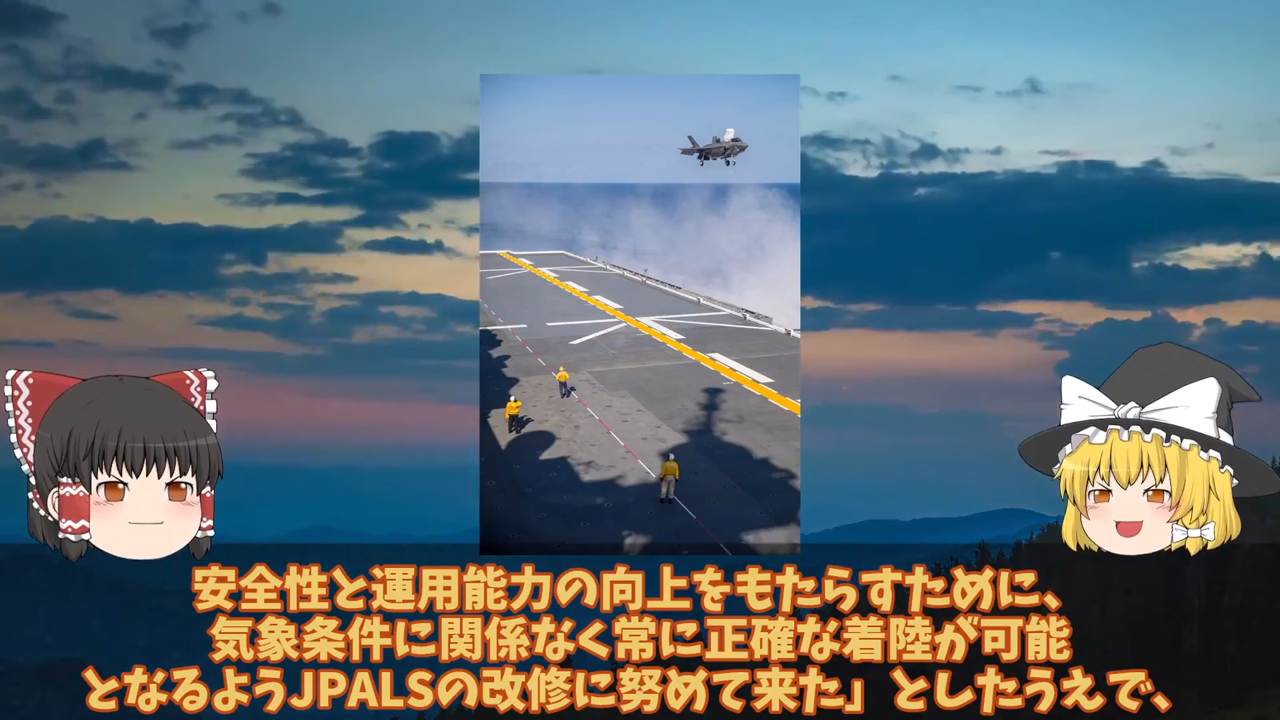 安全性と運用能力の向上をもたらすために、
気象条件に関係なく常に正確な着陸が可能
となるようJPALSの改修に努めて来た」としたうえで、